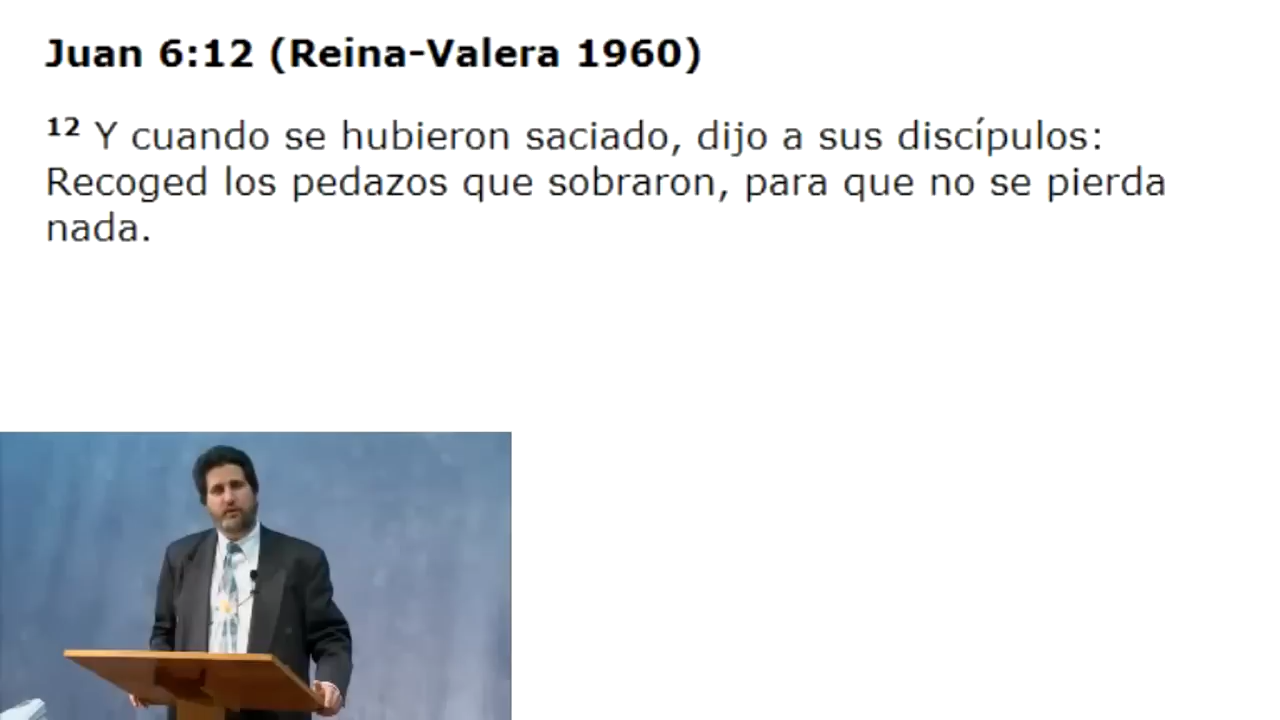 Juan 6:12 (Reina-Valera 1960)
12 Y cuando se hubieron saciado, dijo a sus discípulos:
Recoged los pedazos que sobraron, para que no se pierda
nada.